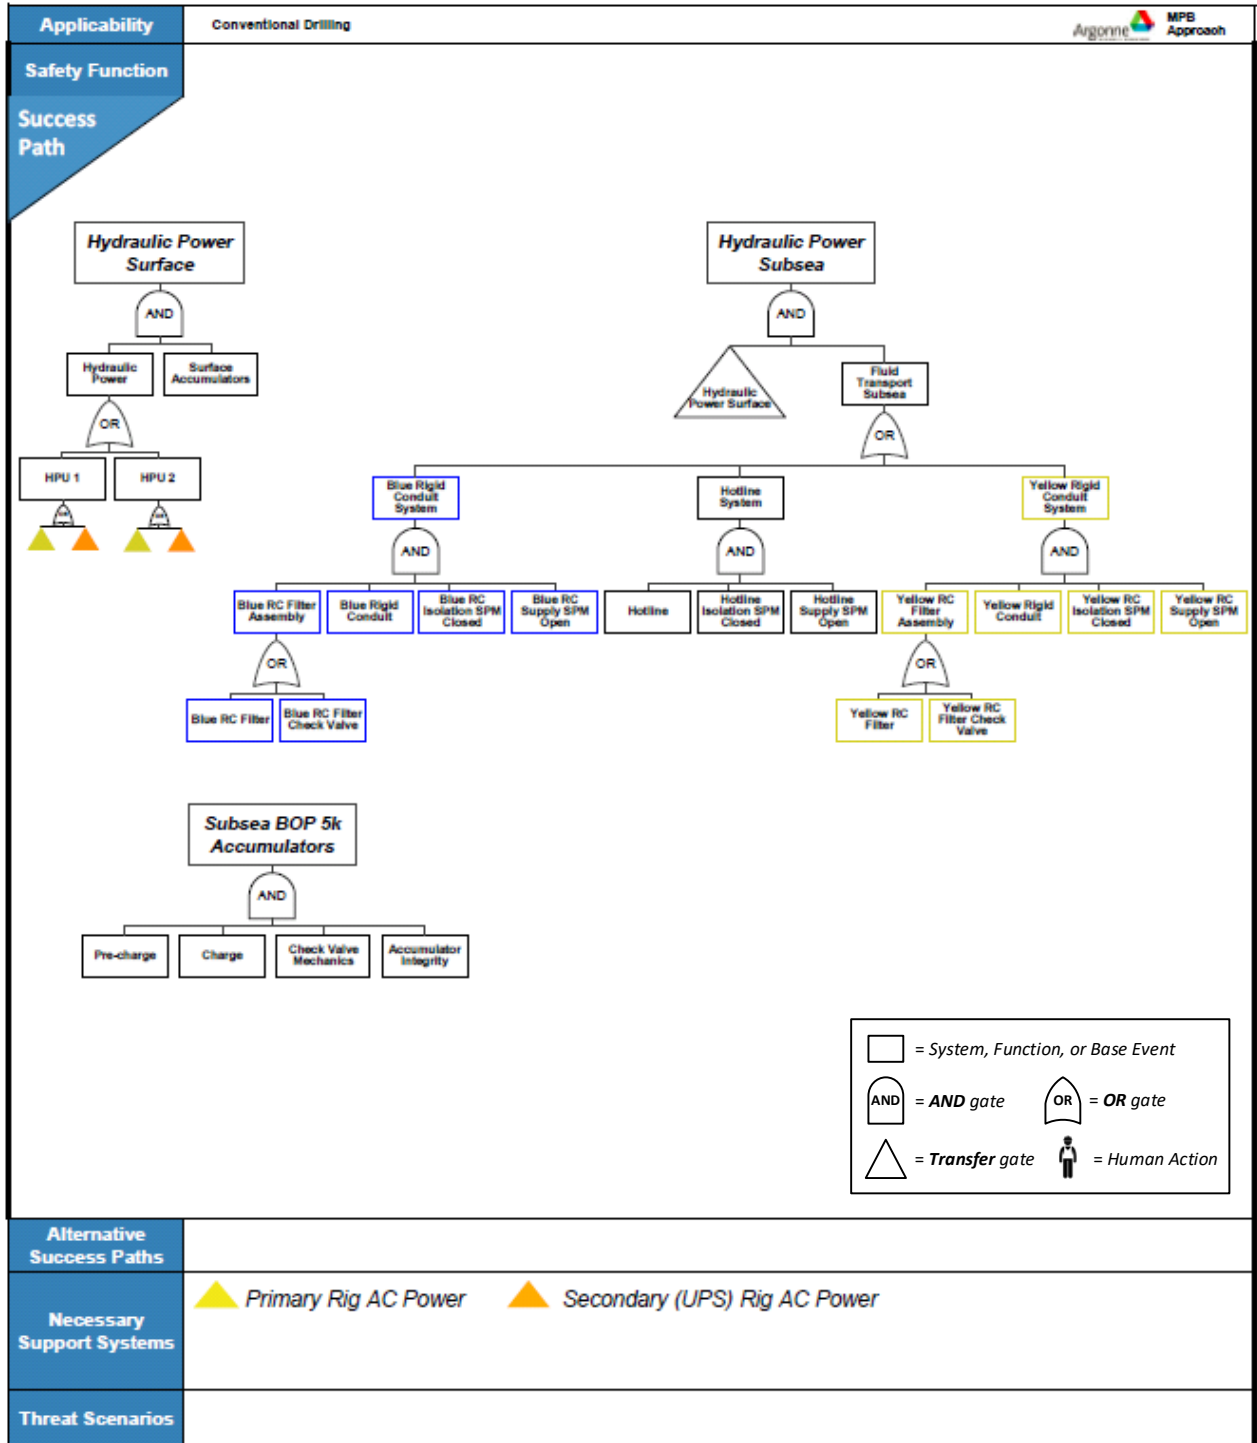 Applicability
Conventional Drilling
Argonne
MPB
Approach
Safety Function
Success
Path
Hydraulic Power
Surface
AND
Hydraulic
Power
Surface
Accumulators
OR
HPU 1
HPU 2
OR
OR
Hydraulic Power
Subsea
AND
Hydraulic
Power Surface
Fluid
Transport
Subsea
OR
Blue Rigid
Conduit
System
Hotline
System
Yellow Rigid
Conduit
System
AND
AND
AND
Blue RC Filter
Assembly
Blue Rigid
Conduit
Blue RC
Isolation SPM
Closed
Blue RC
Supply SPM
Open
Hotline
Hotline
Isolation SPM
Closed
Hotline
Supply SPM
Open
Yellow RC
Filter
Assembly
Yellow Rigid
Conduit
Yellow RC
Isolation SPM
Closed
Yellow RC
Supply SPM
Open
OR
OR
Blue RC Filter
Blue RC Filter
Check Valve
Yellow RC
Filter
Yellow RC
Filter Check
Valve
Subsea BOP 5k
Accumulators
AND
Pre-charge
Charge
Check Valve
Mechanics
Accumulator
Integrity
= System, Function, or Base Event
AND = AND gate
OR = OR gate
= Transfer gate
= Human Action
Alternative
Success Paths
Necessary
Support Systems
Primary Rig AC Power
Secondary (UPS) Rig AC Power
Threat Scenarios